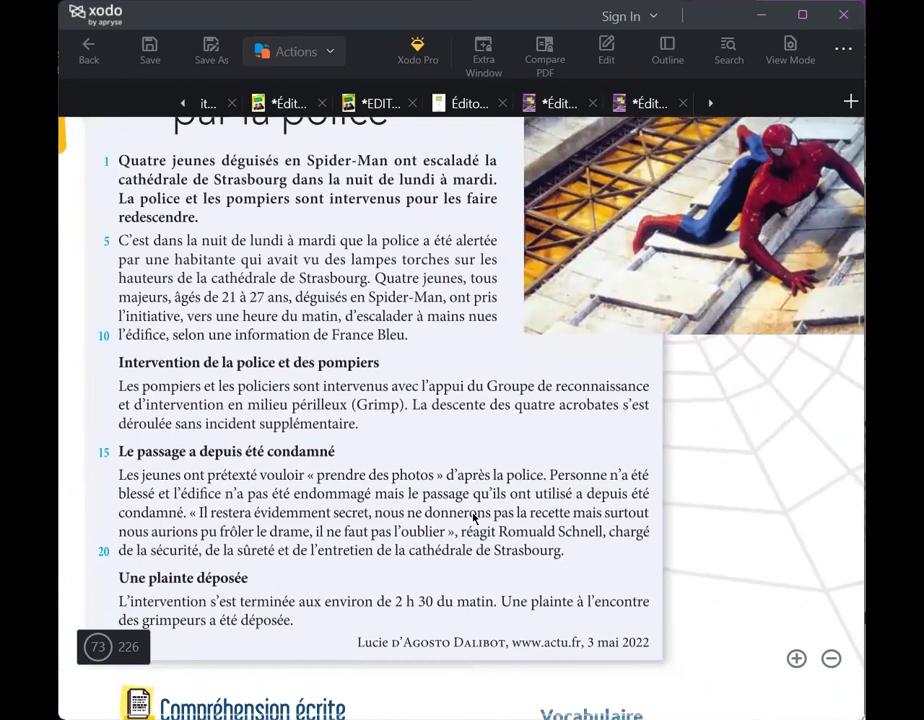 xodo
by apryse
Sign In
Back
Save
Save As
Actions
Xodo Pro
Extra
Window
Compare
PDF
Edit
Outline
Search
View Mode
it...
*Édit...
*EDIT...
Édito...
*Édit...
*Édit...
par la police
1 Quatre jeunes déguisés en Spider-Man ont escaladé la
cathédrale de Strasbourg dans la nuit de lundi à mardi.
La police et les pompiers sont intervenus pour les faire
redescendre.
5 C'est dans la nuit de lundi à mardi que la police a été alertée
par une habitante qui avait vu des lampes torches sur les
hauteurs de la cathédrale de Strasbourg. Quatre jeunes, tous
majeurs, âgés de 21 à 27 ans, déguisés en Spider-Man, ont pris
l'initiative, vers une heure du matin, d'escalader à mains nues
10 l'édifice, selon une information de France Bleu.
Intervention de la police et des pompiers
Les pompiers et les policiers sont intervenus avec l'appui du Groupe de reconnaissance
et d'intervention en milieu périlleux (Grimp). La descente des quatre acrobates s'est
déroulée sans incident supplémentaire.
15 Le passage a depuis été condamné
Les jeunes ont prétexté vouloir « prendre des photos » d'après la police. Personne n'a été
blessé et l'édifice n'a pas été endommagé mais le passage qu'ils ont utilisé a depuis été
condamné. « Il restera évidemment secret, nous ne donnerons pas la recette mais surtout
nous aurions pu frôler le drame, il ne faut pas l'oublier », réagit Romuald Schnell, chargé
20 de la sécurité, de la sûreté et de l'entretien de la cathédrale de Strasbourg.
Une plainte déposée
L'intervention s'est terminée aux environ de 2 h 30 du matin. Une plainte à l'encontre
des grimpeurs a été déposée.
Lucie D'AGOSTO DALIBOT, www.actu.fr, 3 mai 2022
73 226
Compréhension écrite
Vocabulaire